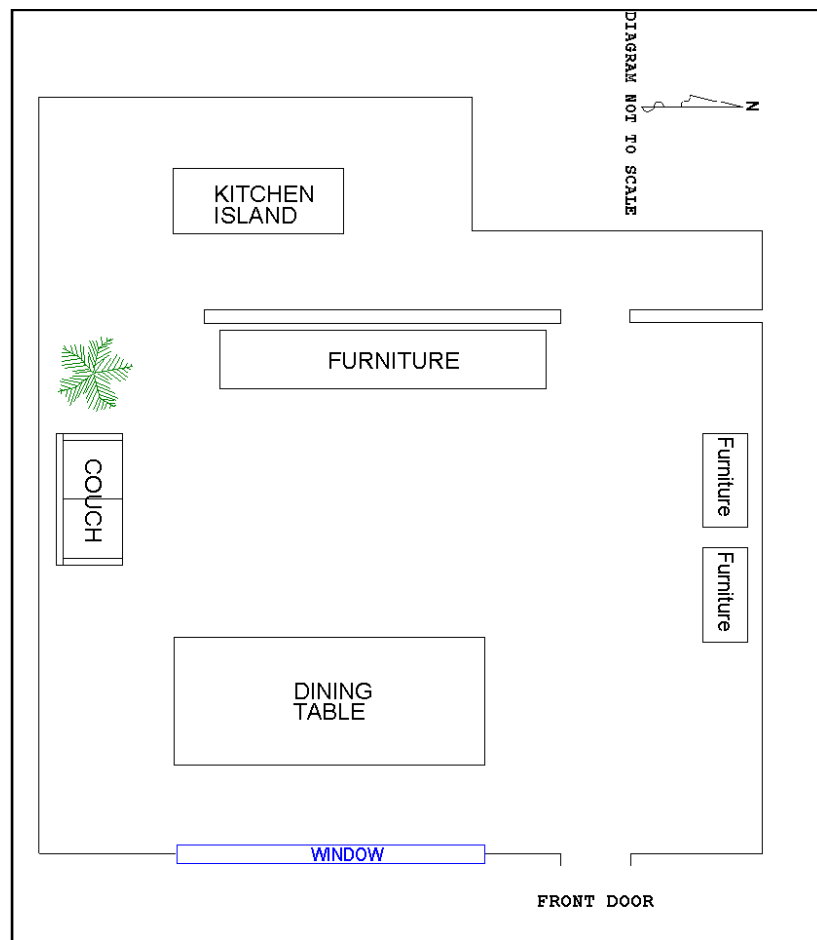 DIAGRAM NOT TO SCALE
N
KITCHEN
ISLAND
FURNITURE
COUCH
Furniture
Furniture
DINING
TABLE
WINDOW
FRONT DOOR